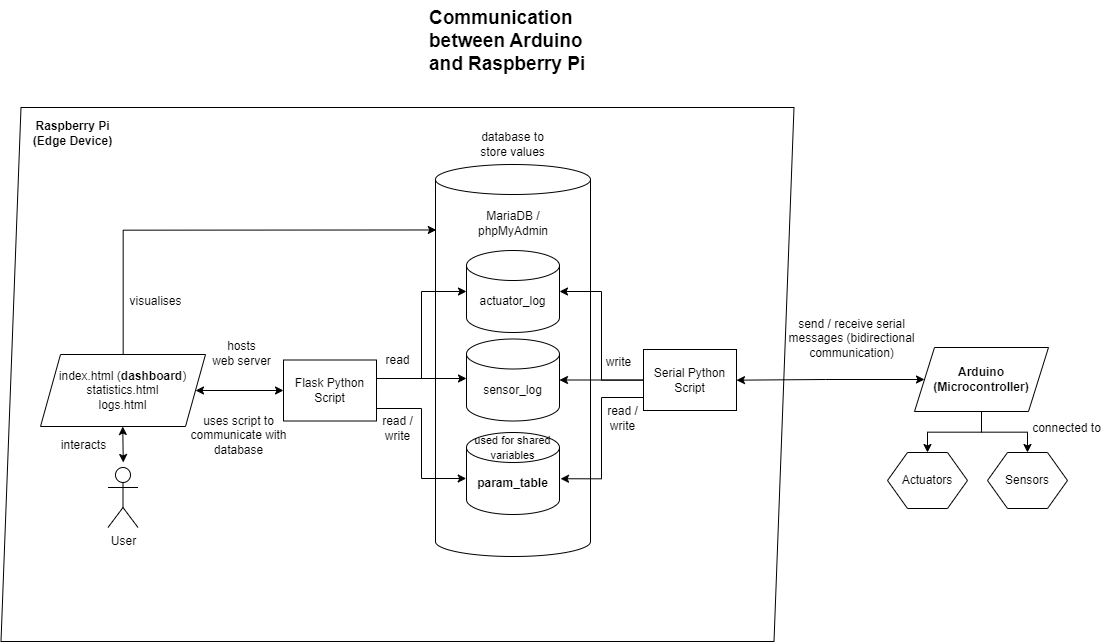 Communication
between Arduino
and Raspberry Pi
Raspberry Pi
(Edge Device)
database to
store values
MariaDB /
phpMyAdmin
visualises
actuator_log
hosts
web server
read
index.html (dashboard)
statistics.html
logs.html
Flask Python
Script
sensor_log
write
Serial Python
Script
send / receive serial
messages (bidirectional
communication)
Arduino
(Microcontroller)
uses script to
communicate with
database
read /
write
read /
write
interacts
used for shared
variables
param_table
connected to
Actuators
Sensors
User